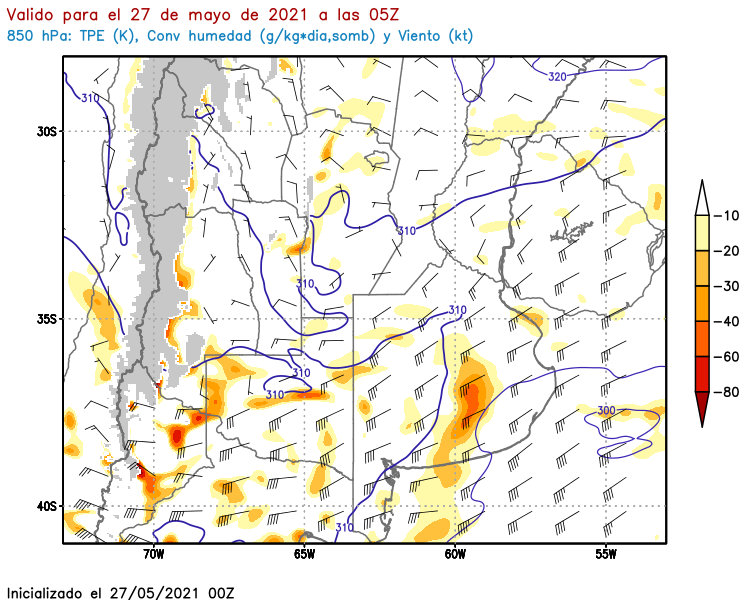 Valido para el 27 de mayo de 2021 a las 05Z
850 hPa: TPE (K), Conv humedad (g/kg*dia,somb) y Viento (kt)
320
310
30S
-10
310
-20
310
-30
35S
310
-40
310
-60
310
-80
300
40S
310
70W 65W 60W 55W
Inicializado el 27/05/2021 00Z